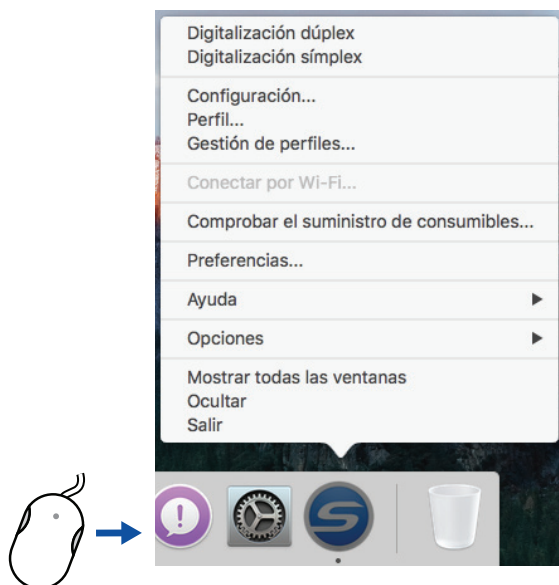 Digitalización dúplex
Digitalización símplex
Configuración...
Perfil...
Gestión de perfiles...
Conectar por Wi-Fi...
Comprobar el suministro de consumibles...
Preferencias...
Ayuda
Opciones
Mostrar todas las ventanas
Ocultar
Salir